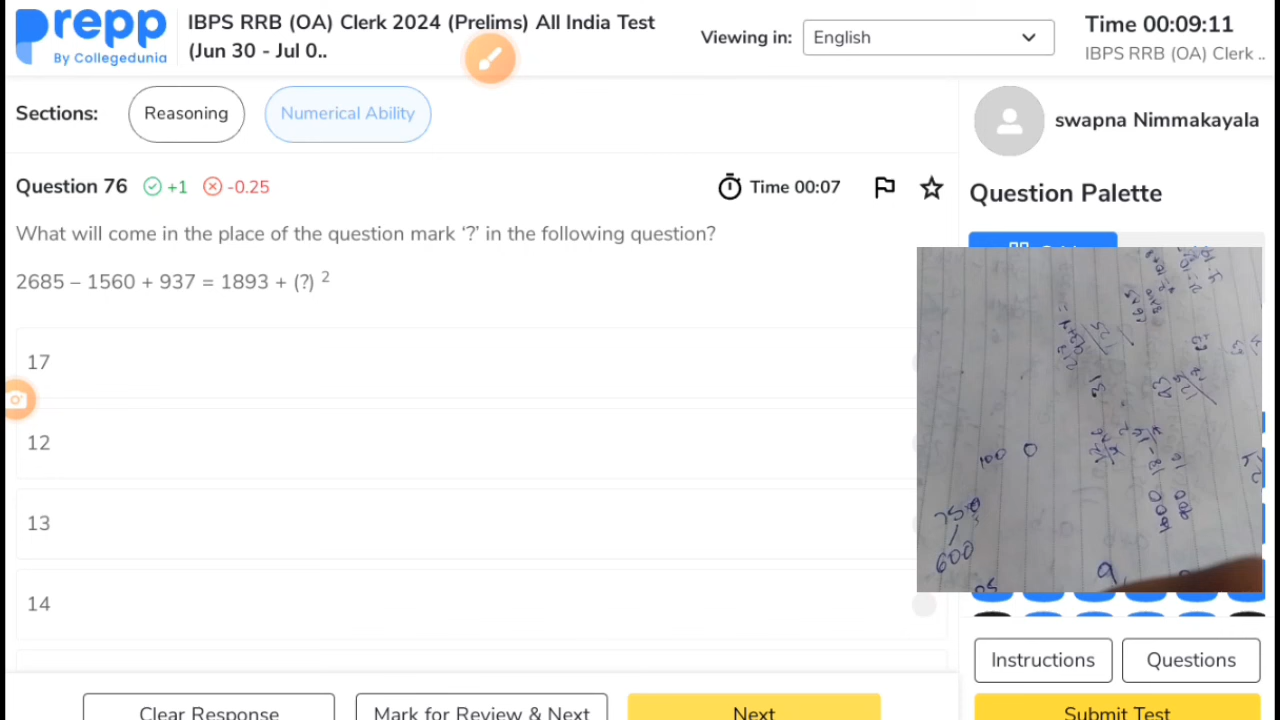 prepp
By Collegedunia
IBPS RRB (OA) Clerk 2024 (Prelims) All India Test
(Jun 30 - Jul 0..
Viewing in:
English
Time 00:09:11
IBPS RRB (OA) Clerk ..
Sections:
Reasoning
Numerical Ability
swapna Nimmakayala
Question 76
+1
-0.25
Time 00:07
Question Palette
What will come in the place of the question mark ‘?’ in the following question?
2685 – 1560 + 937 = 1893 + (?) ²
17
12
13
14
100 0
750
600
Instructions
Questions
Clear Response
Mark for Review & Next
Next
Submit Test